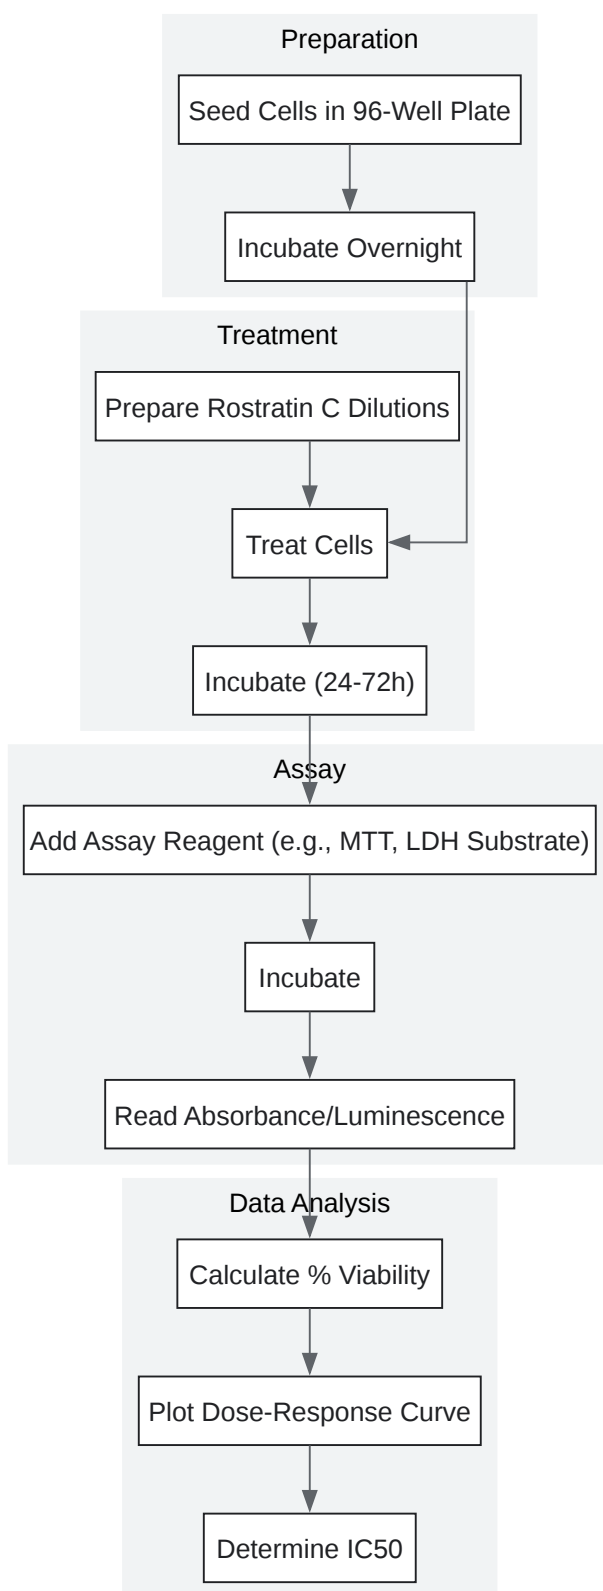 Preparation
Seed Cells in 96-Well Plate
Incubate Overnight
Treatment
Prepare Rostratin C Dilutions
Treat Cells
Incubate (24-72h)
Assay
Add Assay Reagent (e.g., MTT, LDH Substrate)
Incubate
Read Absorbance/Luminescence
Data Analysis
Calculate % Viability
Plot Dose-Response Curve
Determine IC50